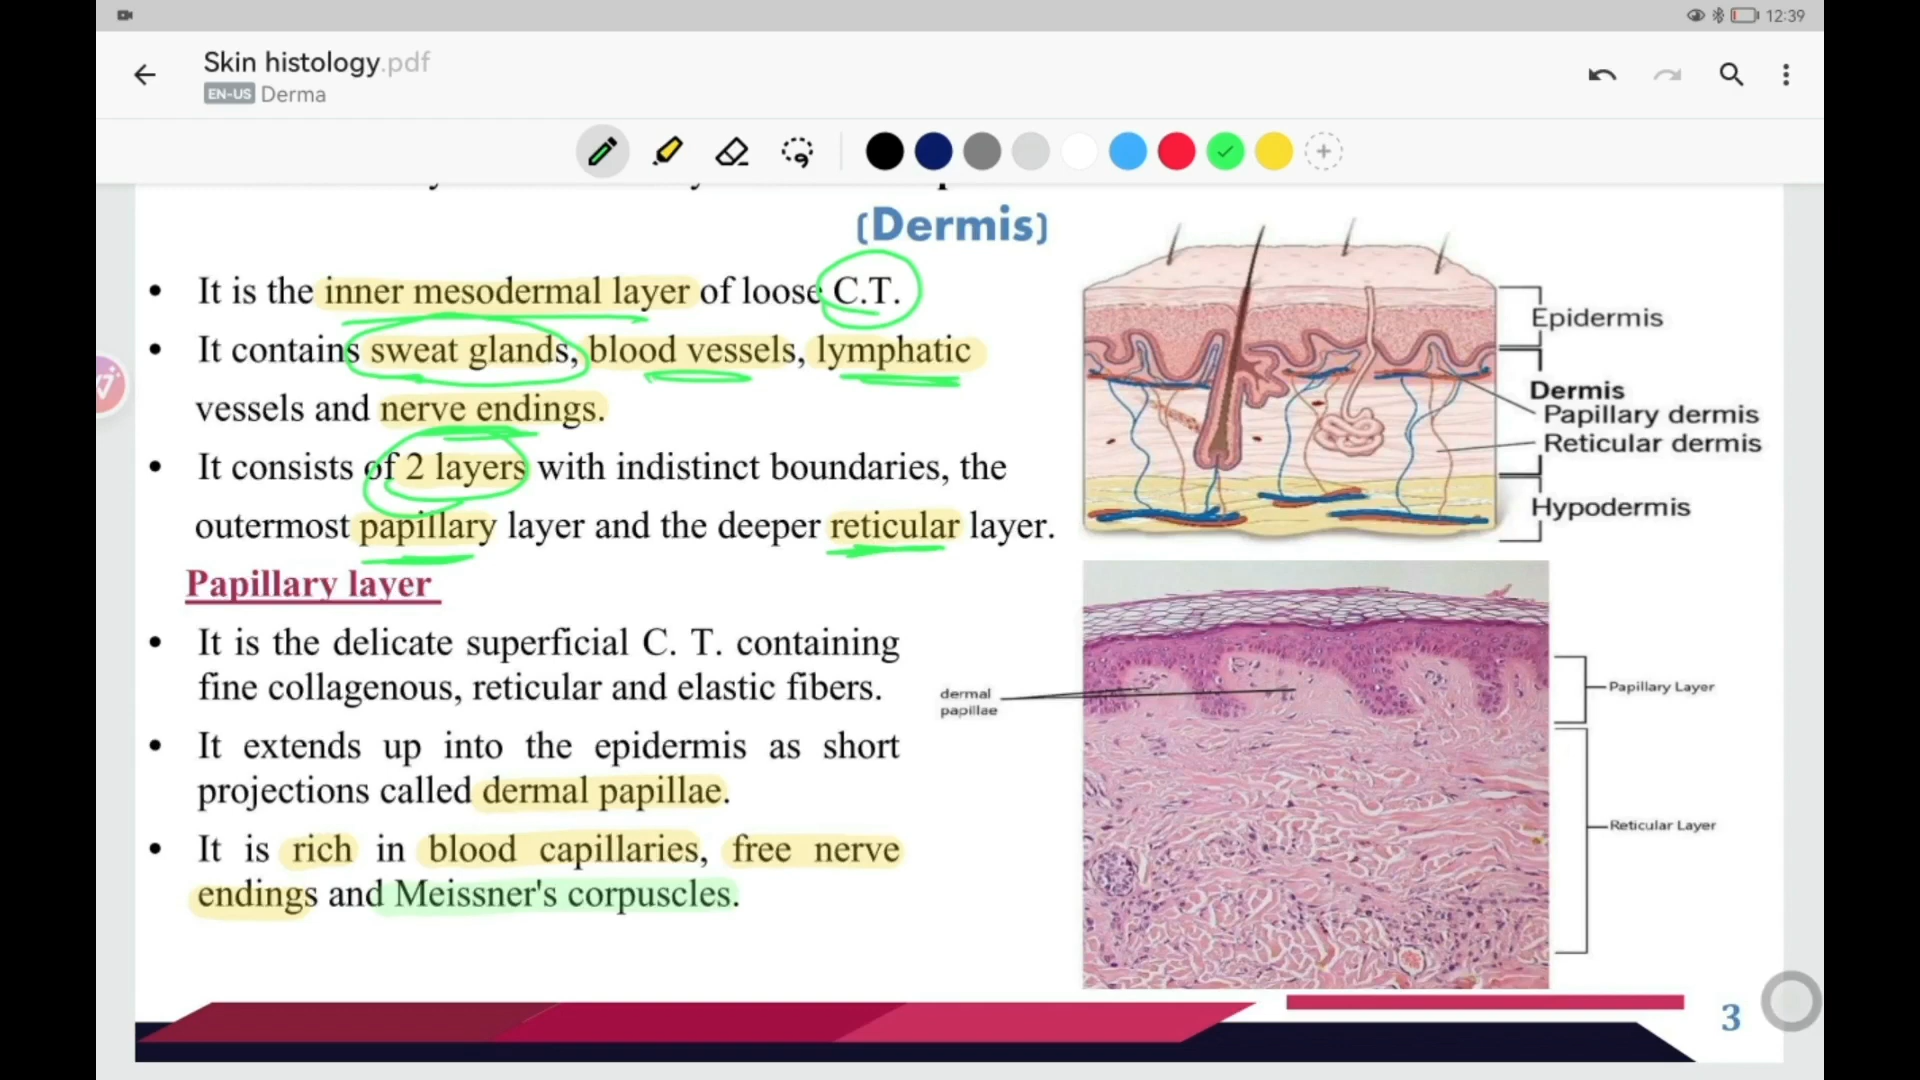 12:39
Skin histology.pdf
EN-US Derma
(Dermis)
• It is the inner mesodermal layer of loose C.T.
• It contains sweat glands, blood vessels, lymphatic
vessels and nerve endings.
• It consists of 2 layers with indistinct boundaries, the
outermost papillary layer and the deeper reticular layer.
Papillary layer
• It is the delicate superficial C. T. containing
fine collagenous, reticular and elastic fibers.
• It extends up into the epidermis as short
projections called dermal papillae.
• It is rich in blood capillaries, free nerve
endings and Meissner's corpuscles.
Epidermis
Dermis
Papillary dermis
Reticular dermis
Hypodermis
dermal
papillae
Papillary Layer
Reticular Layer
3